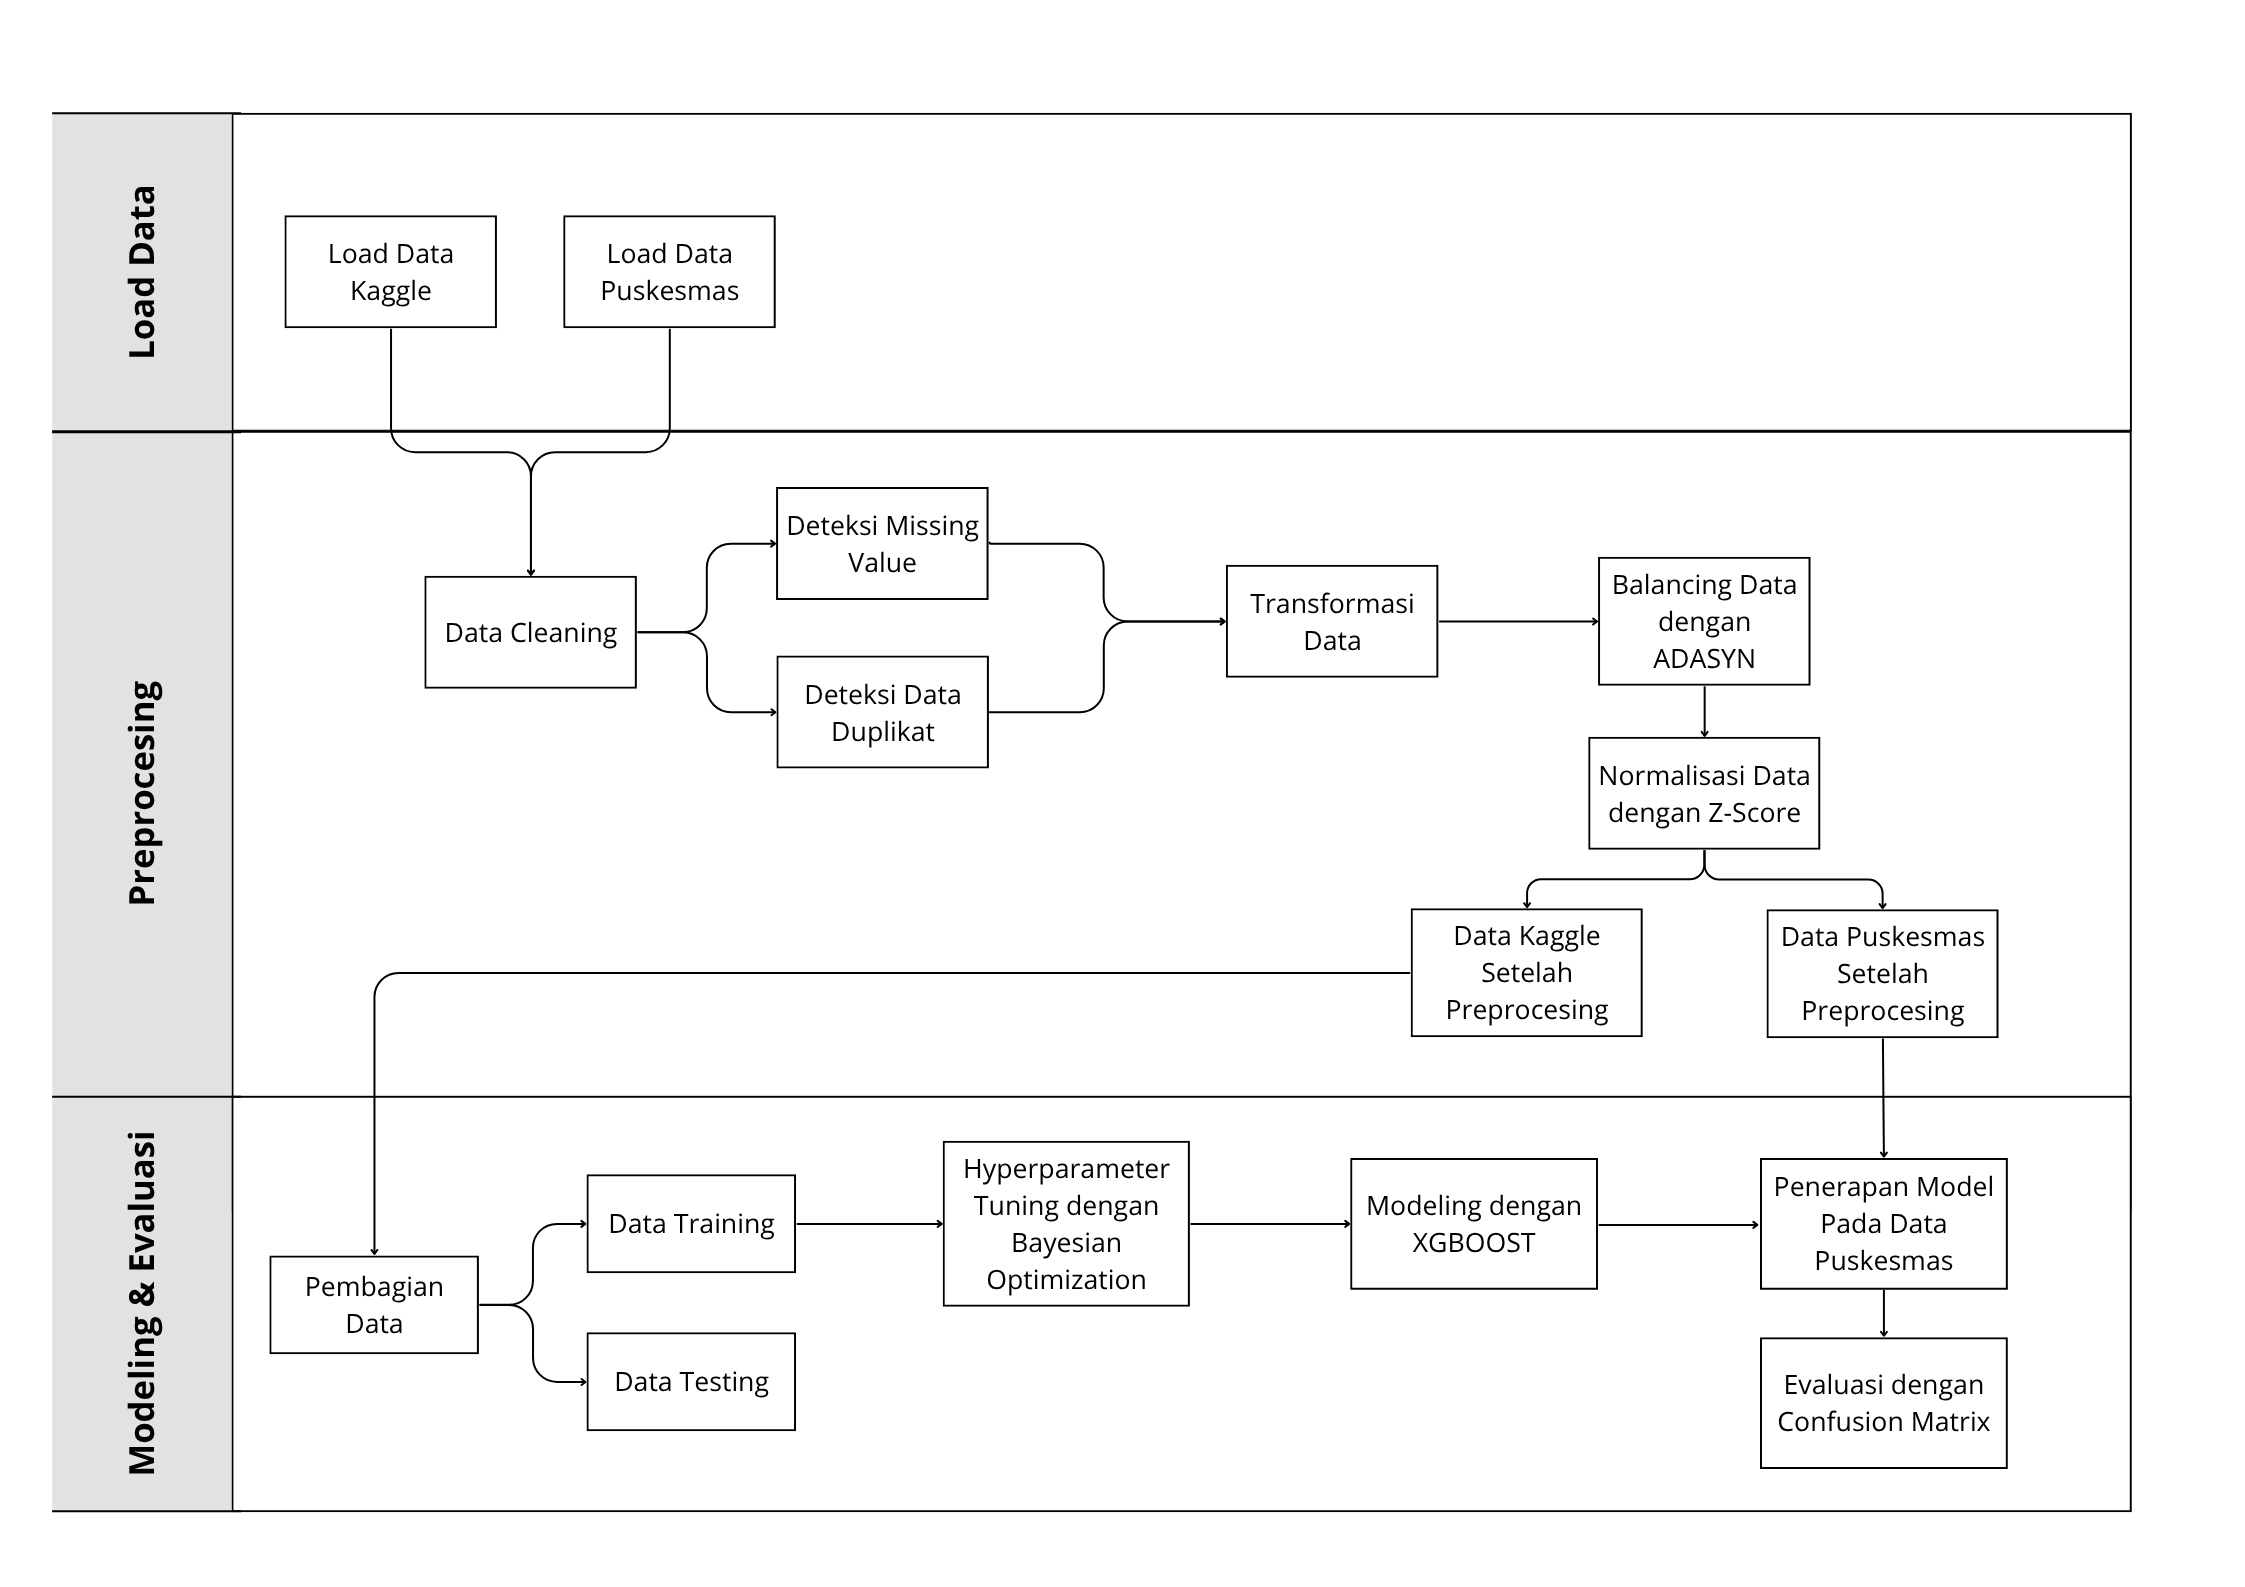 Load Data
Load Data
Kaggle
Load Data
Puskesmas
Preprocesing
Data Cleaning
Deteksi Missing
Value
Deteksi Data
Duplikat
Transformasi
Data
Balancing Data
dengan
ADASYN
Normalisasi Data
dengan Z-Score
Data Kaggle
Setelah
Preprocesing
Data Puskesmas
Setelah
Preprocesing
Modeling & Evaluasi
Pembagian
Data
Data Training
Data Testing
Hyperparameter
Tuning dengan
Bayesian
Optimization
Modeling dengan
XGBOOST
Penerapan Model
Pada Data
Puskesmas
Evaluasi dengan
Confusion Matrix